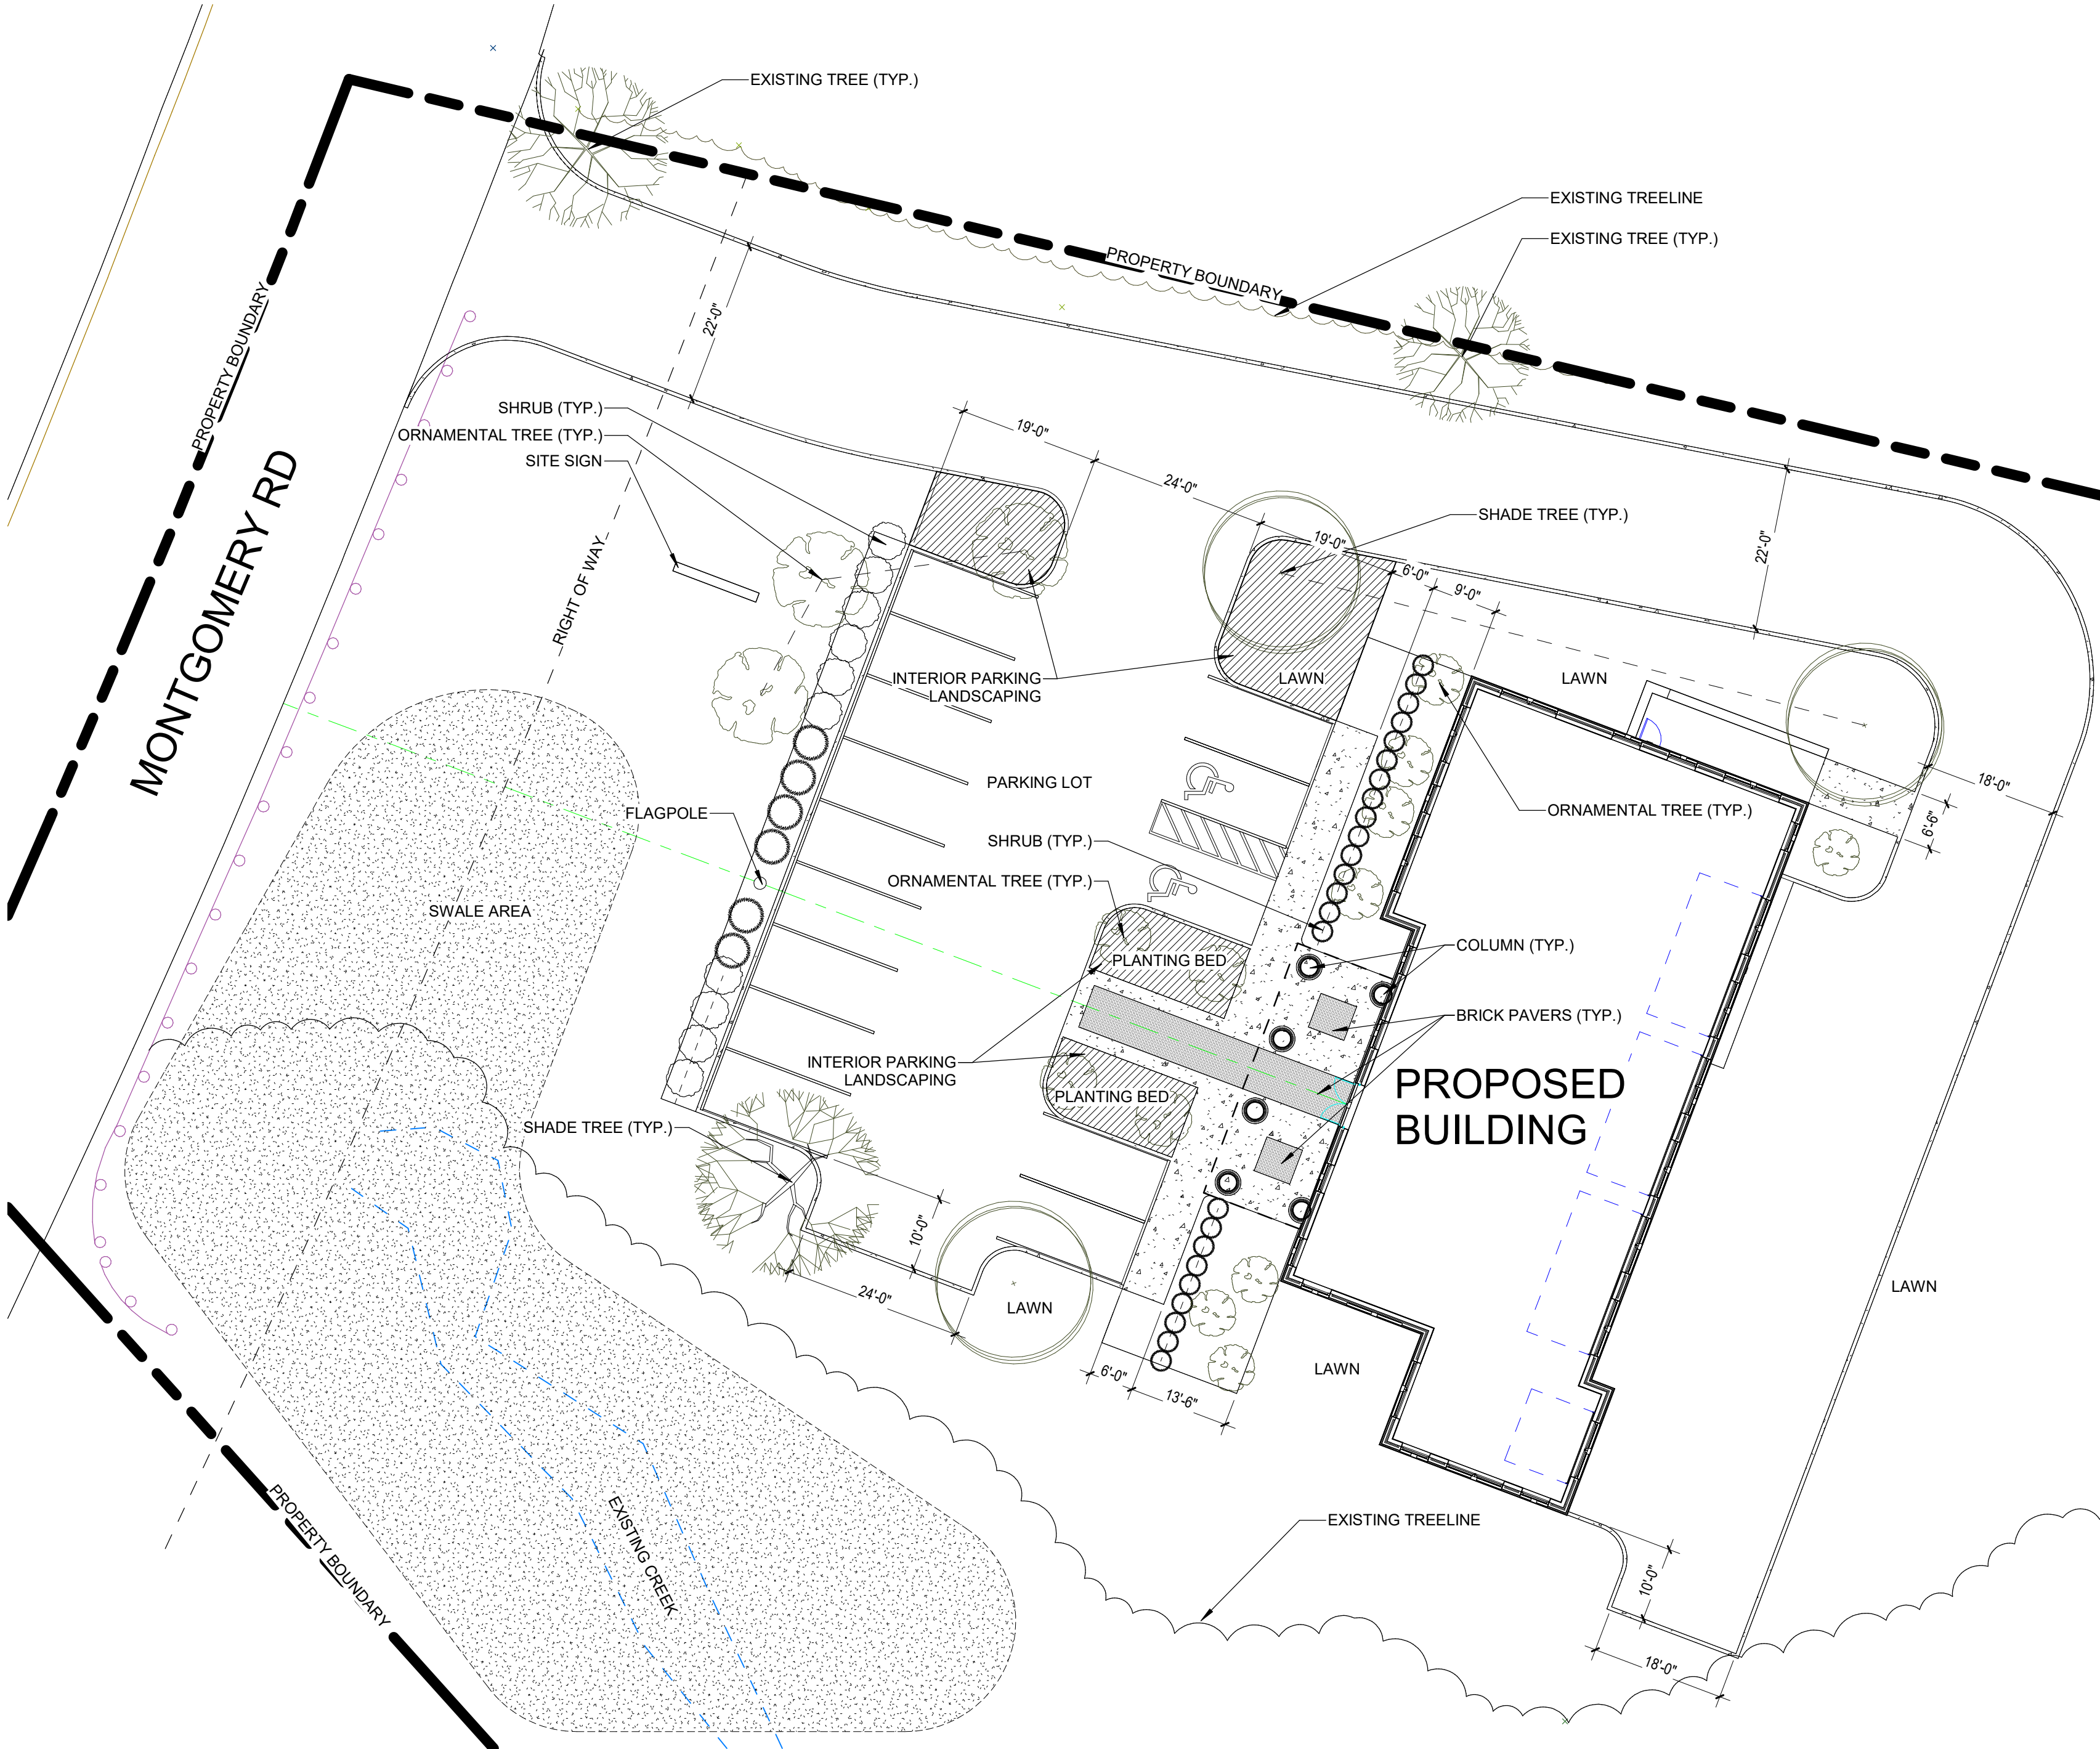 EXISTING TREE (TYP.)
EXISTING TREELINE
EXISTING TREE (TYP.)
PROPERTY BOUNDARY
PROPERTY BOUNDARY
22'-0"
SHRUB (TYP.)
ORNAMENTAL TREE (TYP.)
SITE SIGN
19'-0"
24'-0"
19'-0"
6'-0"
9'-0"
22'-0"
SHADE TREE (TYP.)
MONTGOMERY RD
RIGHT OF WAY
INTERIOR PARKING
LANDSCAPING
LAWN
LAWN
PARKING LOT
18'-0"
6'-6"
FLAGPOLE
ORNAMENTAL TREE (TYP.)
SHRUB (TYP.)
ORNAMENTAL TREE (TYP.)
SWALE AREA
PLANTING BED
COLUMN (TYP.)
BRICK PAVERS (TYP.)
INTERIOR PARKING
LANDSCAPING
PLANTING BED
PROPOSED
BUILDING
SHADE TREE (TYP.)
10'-0"
24'-0"
LAWN
LAWN
LAWN
6'-0"
13'-6"
EXISTING TREELINE
PROPERTY BOUNDARY
EXISTING CREEK
10'-0"
18'-0"